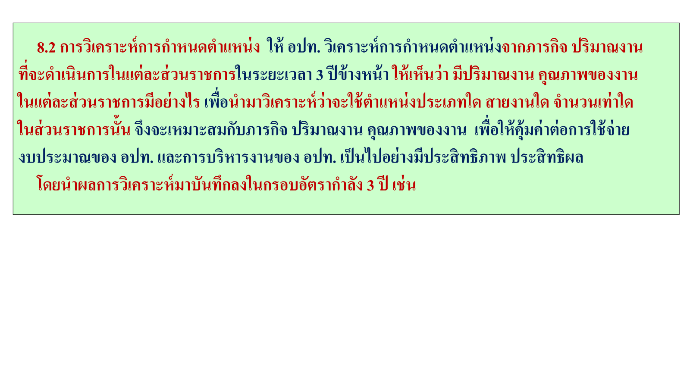 8.2 การวิเคราะห์การกำหนดตำแหน่ง ให้ อปท. วิเคราะห์การกำหนดตำแหน่งจากภารกิจ ปริมาณงาน
ที่จะดำเนินการในแต่ละส่วนราชการในระยะเวลา 3 ปีข้างหน้า ให้เห็นว่า มีปริมาณงาน คุณภาพของงาน
ในแต่ละส่วนราชการมีอย่างไร เพื่อนำมาวิเคราะห์ว่าจะใช้ตำแหน่งประเภทใด สายงานใด จำนวนเท่าใด
ในส่วนราชการนั้น จึงจะเหมาะสมกับภารกิจ ปริมาณงาน คุณภาพของงาน เพื่อให้คุ้มค่าต่อการใช้จ่าย
งบประมาณของ อปท. และการบริหารงานของ อปท. เป็นไปอย่างมีประสิทธิภาพ ประสิทธิผล
โดยนำผลการวิเคราะห์มาบันทึกลงในกรอบอัตรากำลัง 3 ปี เช่น